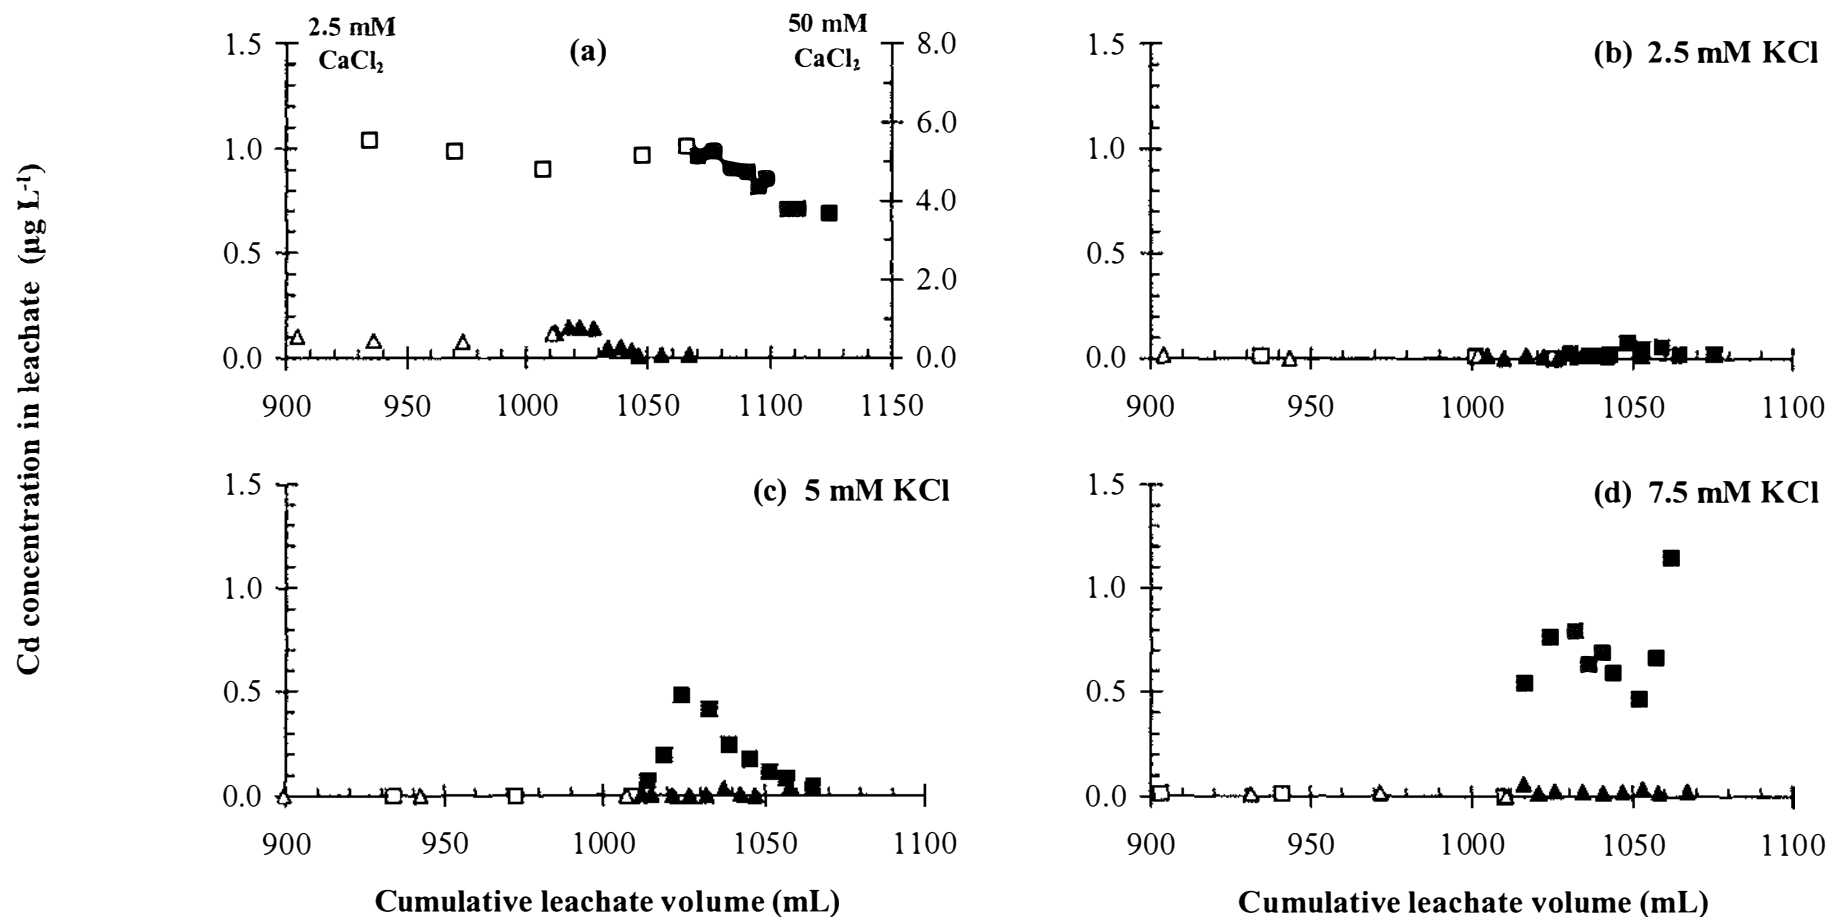 Cd concentration in leachate (µg L⁻¹)
2.5 mM
CaCl₂
(a)
50 mM
CaCl₂
1.5
1.0
0.5
0.0
8.0
6.0
4.0
2.0
0.0
900 950 1000 1050 1100 1150
(b) 2.5 mM KCl
1.5
1.0
0.5
0.0
900 950 1000 1050 1100
(c) 5 mM KCl
1.5
1.0
0.5
0.0
900 950 1000 1050 1100
Cumulative leachate volume (mL)
(d) 7.5 mM KCl
1.5
1.0
0.5
0.0
900 950 1000 1050 1100
Cumulative leachate volume (mL)